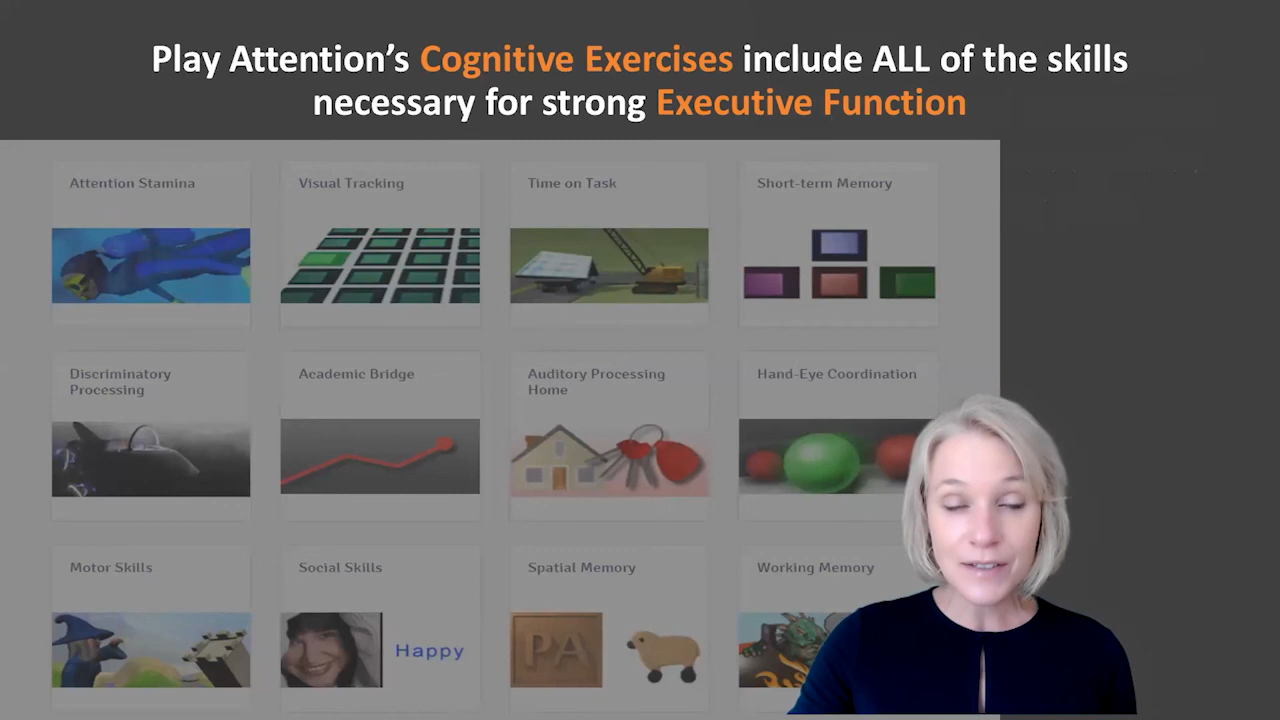 Play Attention's Cognitive Exercises include ALL of the skills
necessary for strong Executive Function
Attention Stamina
Visual Tracking
Time on Task
Short-term Memory
Discriminatory
Processing
Academic Bridge
Auditory Processing
Home
Hand-Eye Coordination
Motor Skills
Social Skills
Spatial Memory
Working Memory
Happy
PA